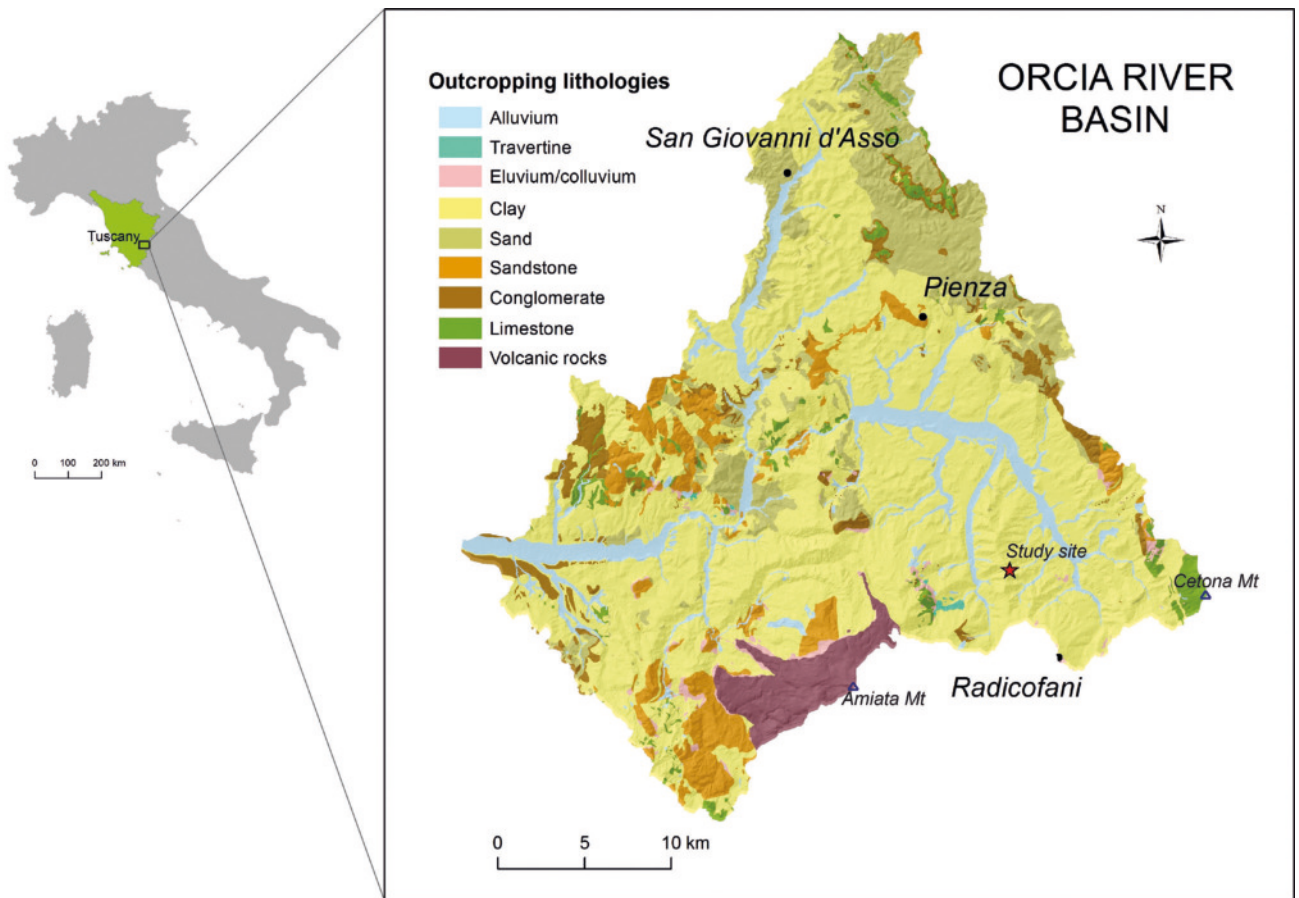 Tuscany
0 100 200 km
ORCIA RIVER
BASIN
Outcropping lithologies
Alluvium
Travertine
Eluvium/colluvium
Clay
Sand
Sandstone
Conglomerate
Limestone
Volcanic rocks
N
San Giovanni d'Asso
Pienza
Study site
Cetona Mt
Radicofani
Amiata Mt
0 5 10 km